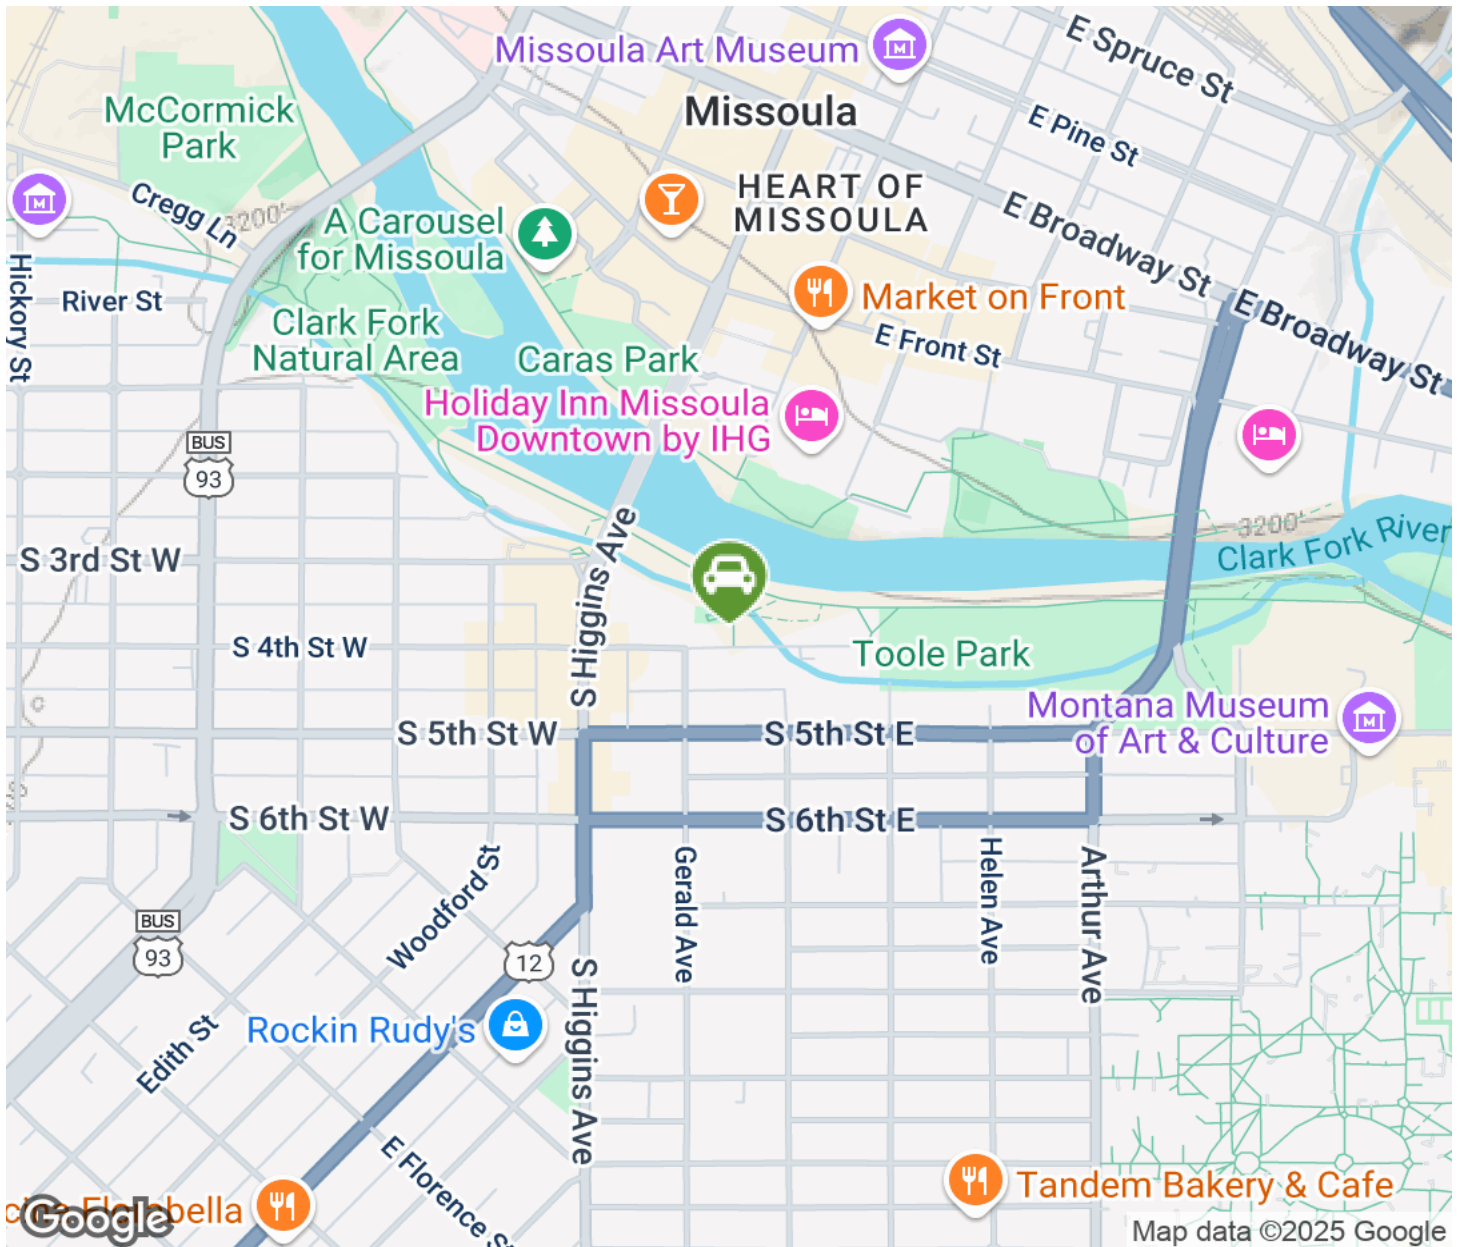 Missoula Art Museum
E Spruce St
Missoula
McCormick
Park
E Pine St
HEART OF
MISSOULA
Cregg Ln
3200'
A Carousel
for Missoula
E Broadway St
Hickory St
River St
Market on Front
E Broadway St
Clark Fork
Natural Area
Caras Park
E Front St
Holiday Inn Missoula
Downtown by IHG
BUS
93
3200'
Clark Fork River
S 3rd St W
S Higgins Ave
S 4th St W
Toole Park
Montana Museum
of Art & Culture
S 5th St W
S 5th St E
S 6th St W
S 6th St E
Woodford St
Gerald Ave
Helen Ave
Arthur Ave
BUS
93
12
S Higgins Ave
Rockin Rudy's
Edith St
E Florence St
Tandem Bakery & Cafe
Google
Map data ©2025 Google